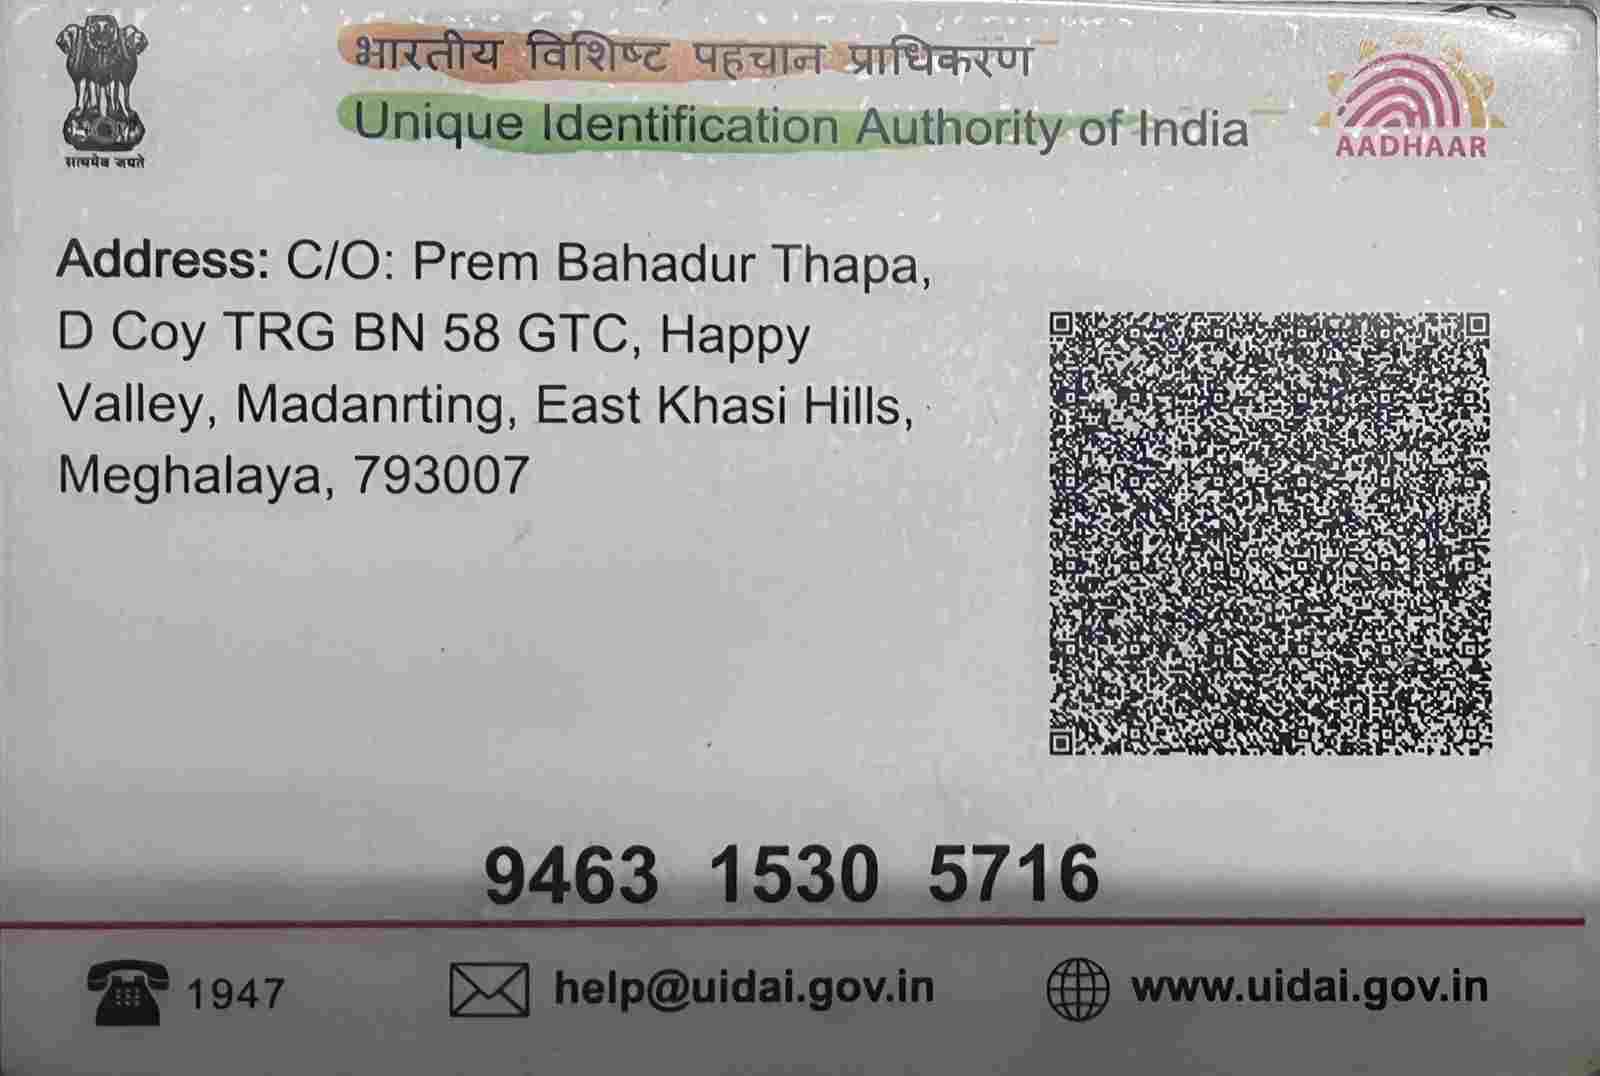 भारतीय विशिष्ट पहचान प्राधिकरण
Unique Identification Authority of India
सत्यमेव जयते
AADHAAR
Address: C/O: Prem Bahadur Thapa,
D Coy TRG BN 58 GTC, Happy
Valley, Madanrting, East Khasi Hills,
Meghalaya, 793007
9463 1530 5716
1947
help@uidai.gov.in
www.uidai.gov.in